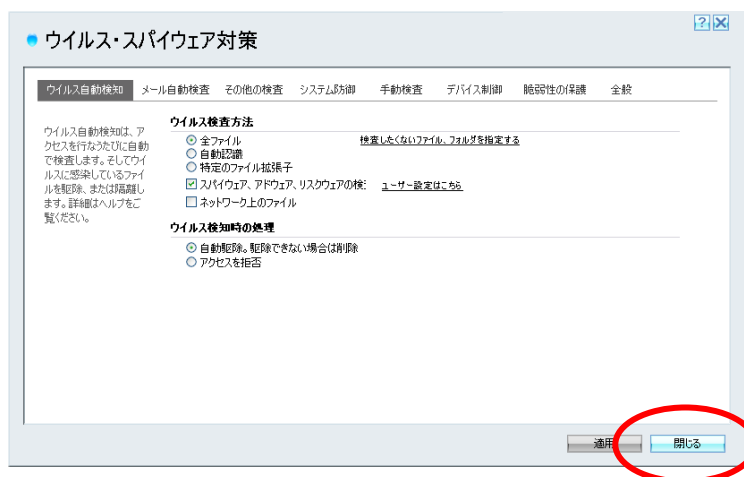 ウイルス・スパイウェア対策
ウイルス自動検知 メール自動検査 その他の検査 システム防御 手動検査 デバイス制御 脆弱性の保護 全般
ウイルス自動検知は、ア
クセスを行なうたびに自動
で検査します。そしてウイ
ルスに感染しているファイ
ルを駆除、または隔離し
ます。詳細はヘルプをご
覧ください。
ウイルス検査方法
全ファイル 検査したくないファイル、フォルダを指定する
自動認識
特定のファイル拡張子
スパイウェア、アドウェア、リスクウェアの検 ユーザー設定はこちら
ネットワーク上のファイル
ウイルス検知時の処理
自動駆除。駆除できない場合は削除
アクセスを拒否
適用 閉じる